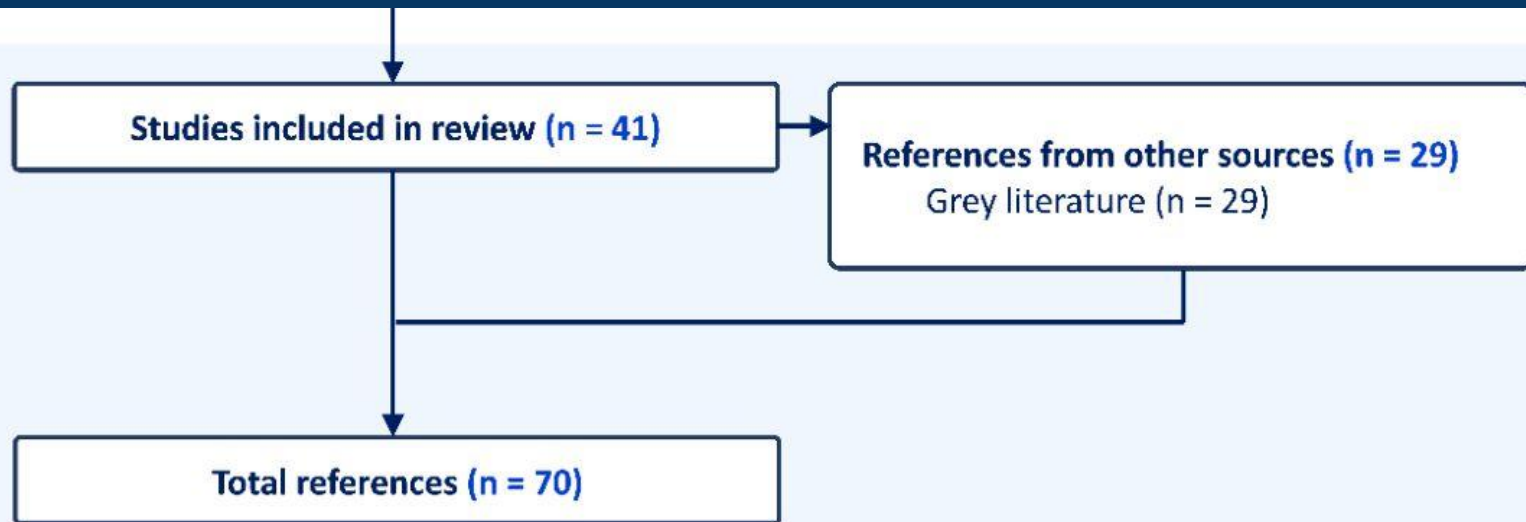 Studies included in review (n = 41)
References from other sources (n = 29)
Grey literature (n = 29)
Total references (n = 70)